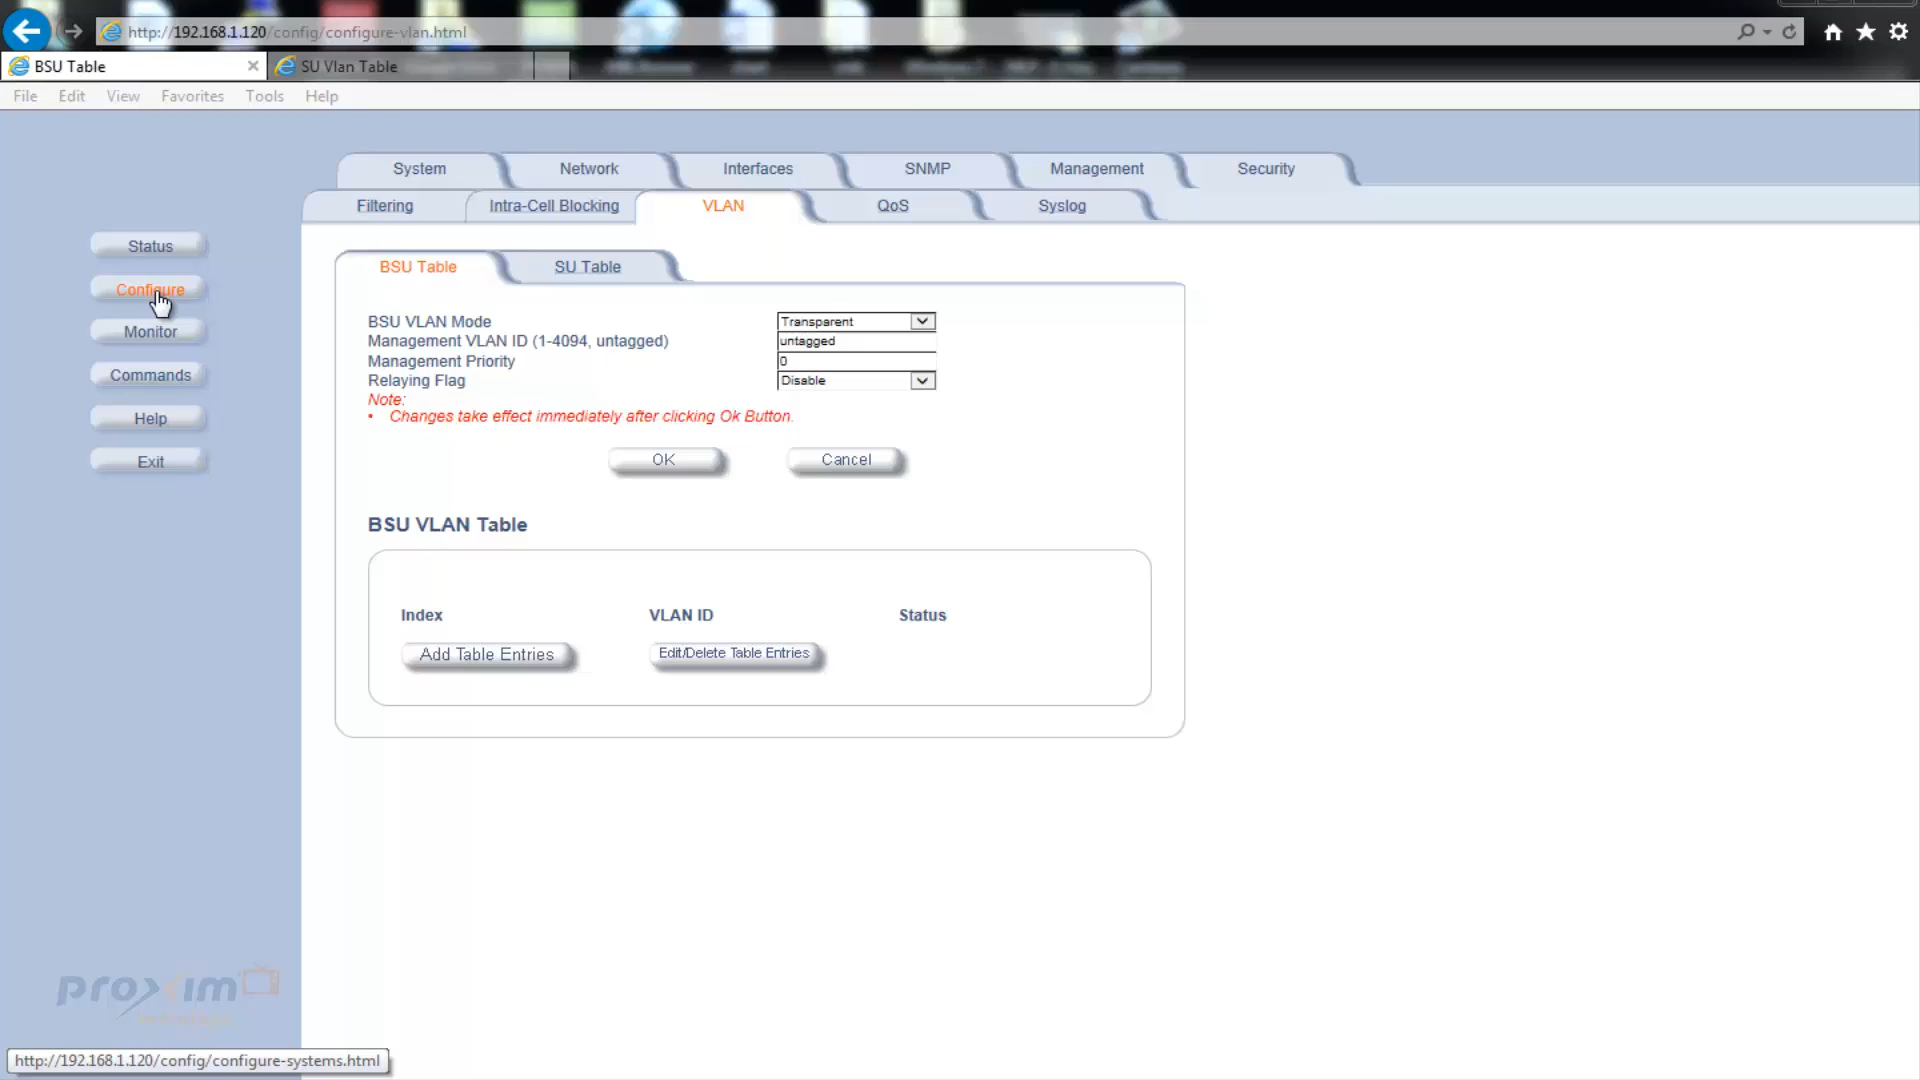 http://192.168.1.120/config/configure-vlan.html
BSU Table
SU Vlan Table
File Edit View Favorites Tools Help
System Network Interfaces SNMP Management Security
Filtering Intra-Cell Blocking VLAN QoS Syslog
Status
Configure
Monitor
Commands
Help
Exit
BSU Table SU Table
BSU VLAN Mode Transparent
Management VLAN ID (1-4094, untagged) untagged
Management Priority 0
Relaying Flag Disable
Note:
• Changes take effect immediately after clicking Ok Button.
OK Cancel
BSU VLAN Table
Index VLAN ID Status
Add Table Entries Edit/Delete Table Entries
proxim
http://192.168.1.120/config/configure-systems.html